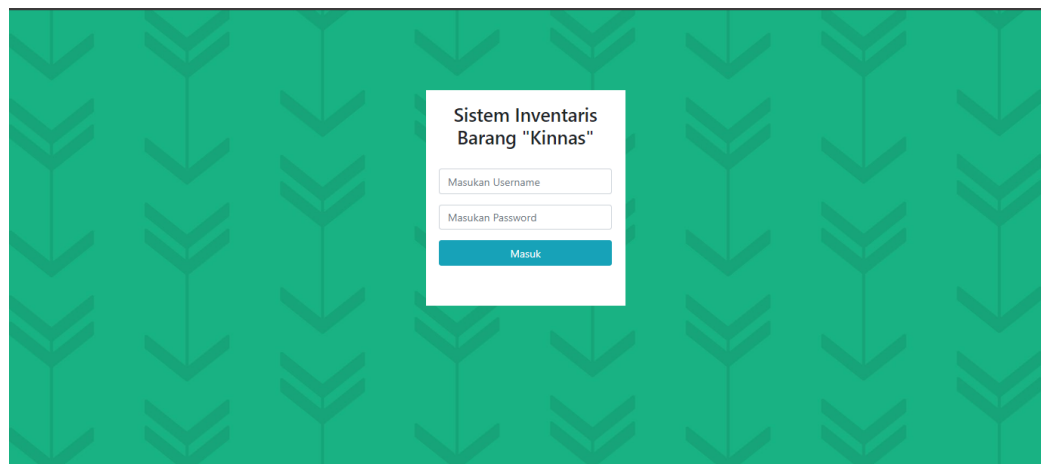 Sistem Inventaris
Barang "Kinnas"
Masukan Username
Masukan Password
Masuk